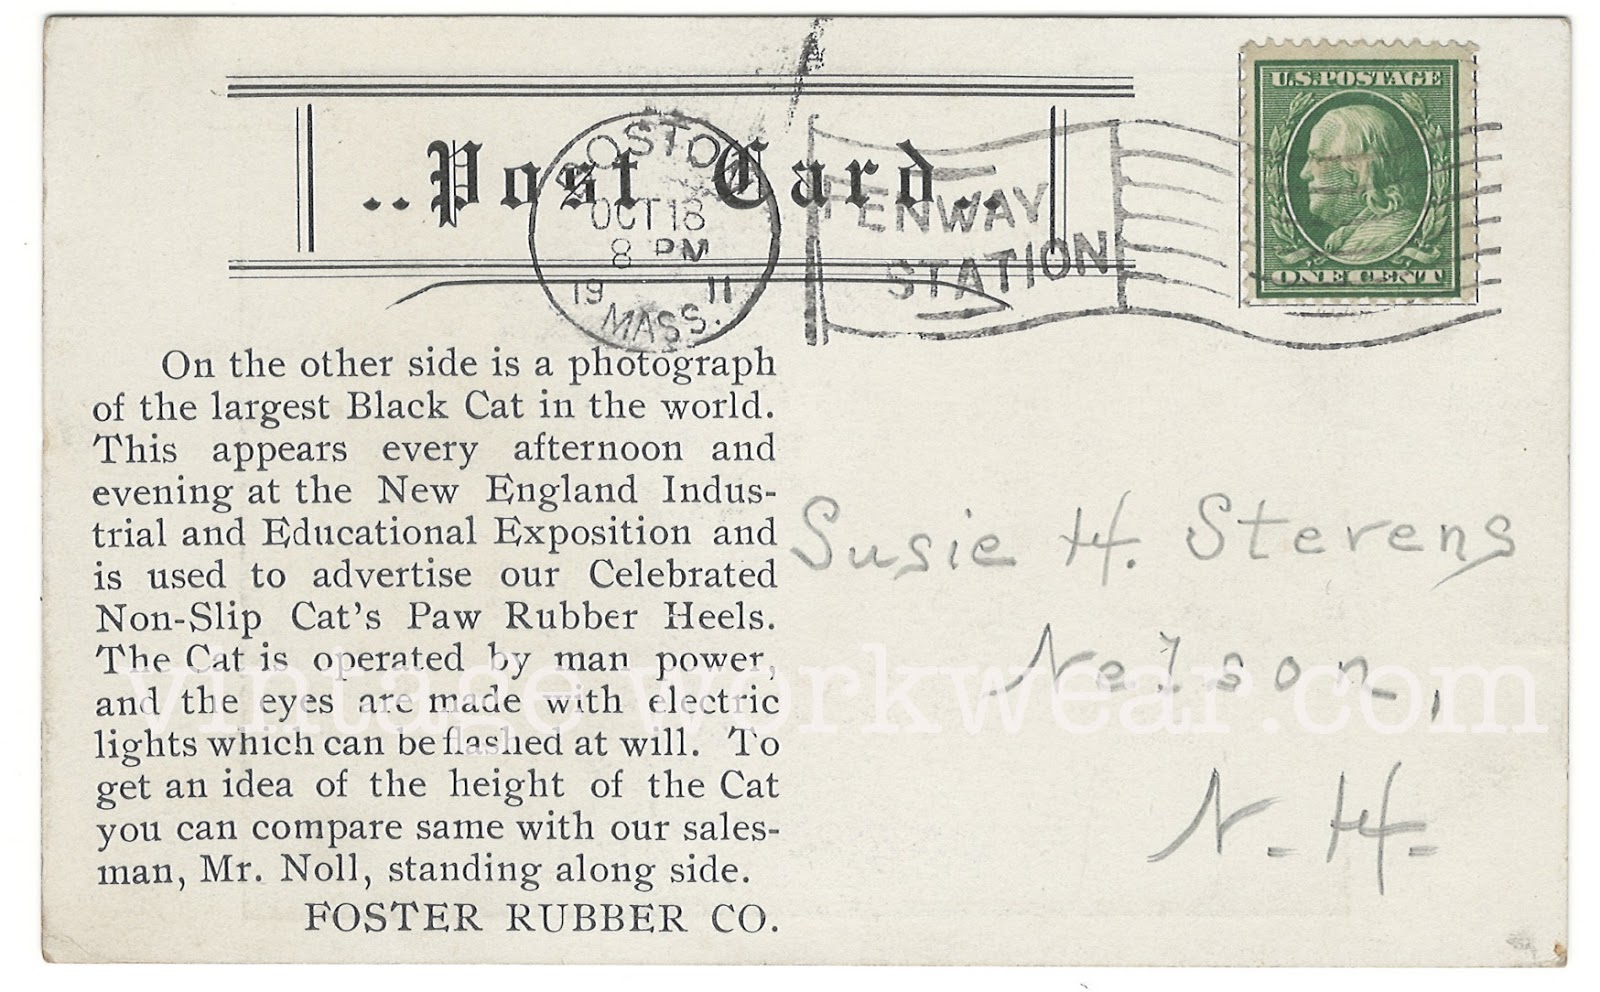 U.S. POSTAGE
ONE CENT
..Post Card..
BOSTON
OCT 18
8 PM
19 11
MASS.
FENWAY
STATION
On the other side is a photograph
of the largest Black Cat in the world.
This appears every afternoon and
evening at the New England Indus-
trial and Educational Exposition and
is used to advertise our Celebrated
Non-Slip Cat's Paw Rubber Heels.
The Cat is operated by man power,
and the eyes are made with electric
lights which can be flashed at will. To
get an idea of the height of the Cat
you can compare same with our sales-
man, Mr. Noll, standing along side.
FOSTER RUBBER CO.
Susie H. Stevens
Nelson,
N. H.
vintage workwear.com